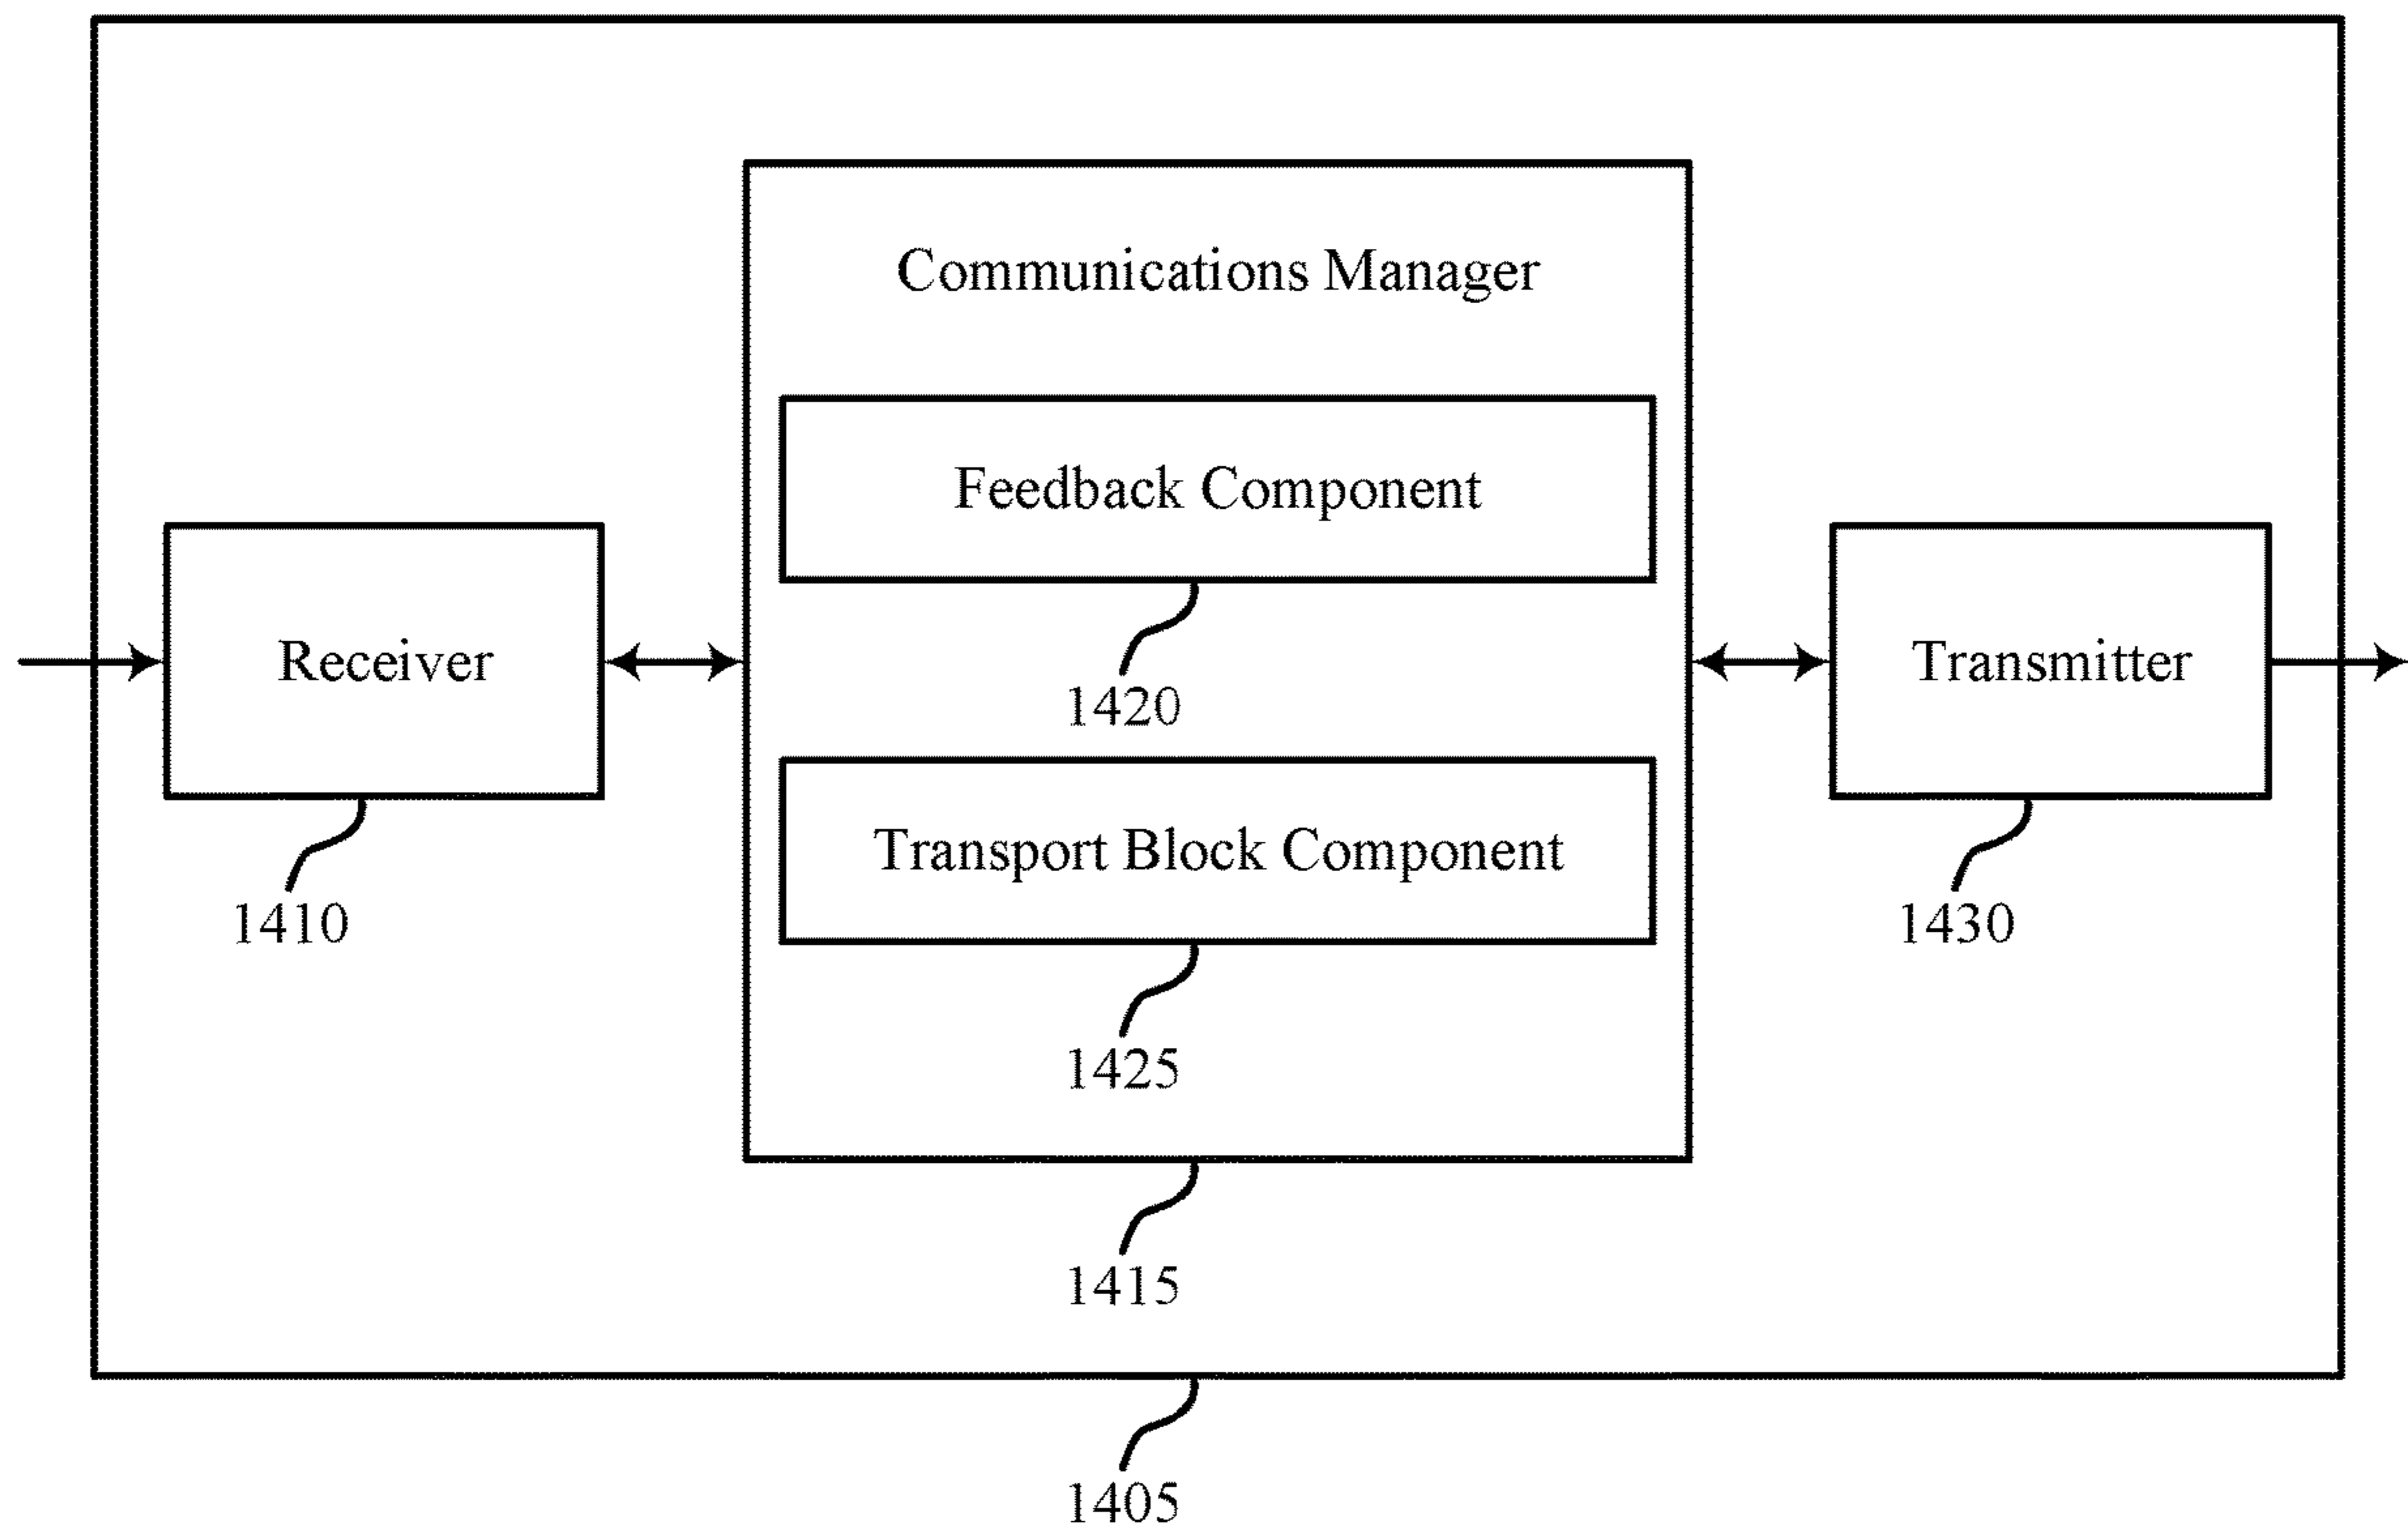 Communications Manager
Feedback Component
1420
Receiver
1410
Transport Block Component
1425
Transmitter
1430
1415
1405